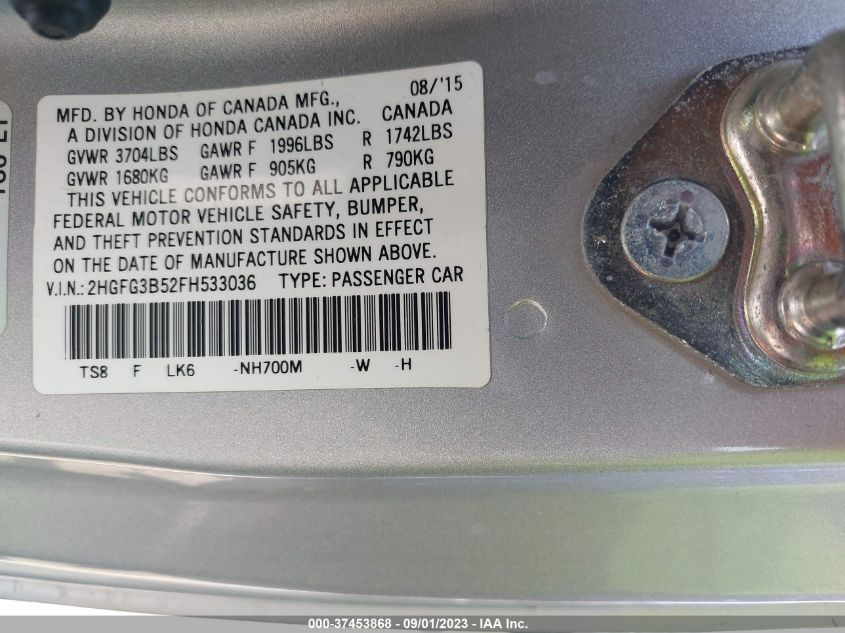 08/'15
MFD. BY HONDA OF CANADA MFG.,
A DIVISION OF HONDA CANADA INC. CANADA
GVWR 3704LBS GAWR F 1996LBS R 1742LBS
GVWR 1680KG GAWR F 905KG R 790KG
THIS VEHICLE CONFORMS TO ALL APPLICABLE
FEDERAL MOTOR VEHICLE SAFETY, BUMPER,
AND THEFT PREVENTION STANDARDS IN EFFECT
ON THE DATE OF MANUFACTURE SHOWN ABOVE.
V.I.N.: 2HGFG3B52FH533036 TYPE: PASSENGER CAR
TS8 F LK6 -NH700M -W -H
000-37453868 - 09/01/2023 - IAA Inc.